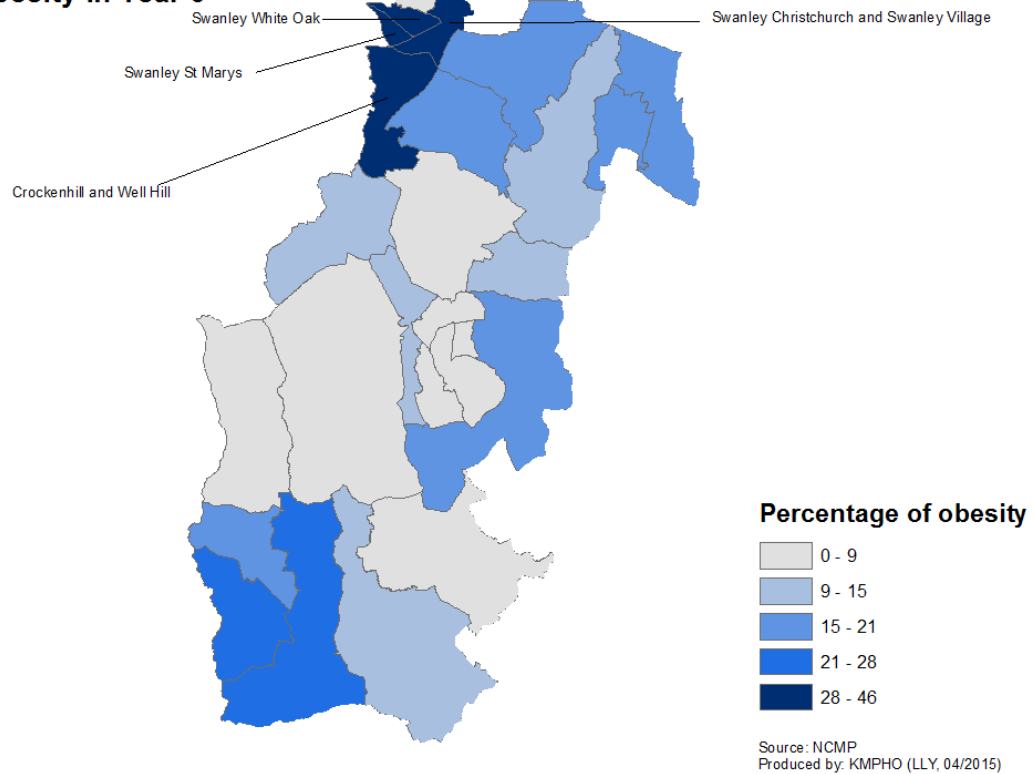 Swanley White Oak
Swanley Christchurch and Swanley Village
Swanley St Marys
Crockenhill and Well Hill
Percentage of obesity
0 - 9
9 - 15
15 - 21
21 - 28
28 - 46
Source: NCMP
Produced by: KMPHO (LLY, 04/2015)